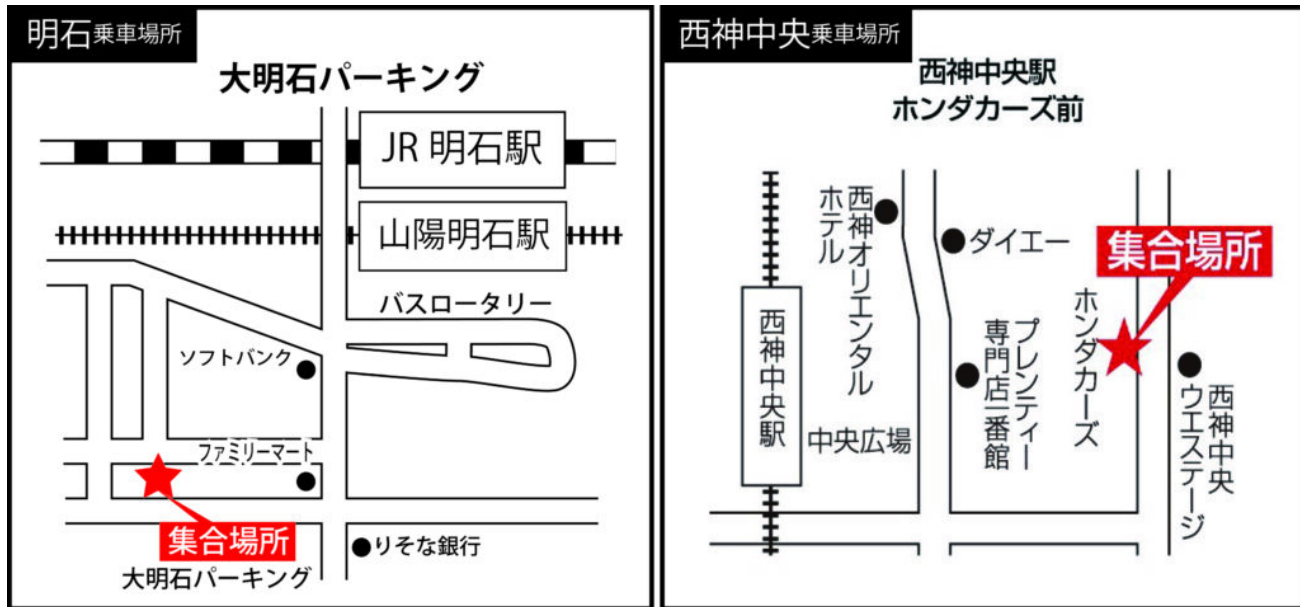 明石乗車場所
大明石パーキング
JR 明石駅
山陽明石駅
バスロータリー
ソフトバンク
ファミリーマート
集合場所
りそな銀行
大明石パーキング
西神中央乗車場所
西神中央駅
ホンダカーズ前
西神オリエンタル
ホテル
ダイエー
集合場所
西神中央駅
ホンダカーズ
プレンティー
専門店一番館
中央広場
西神中央
ウエステージ